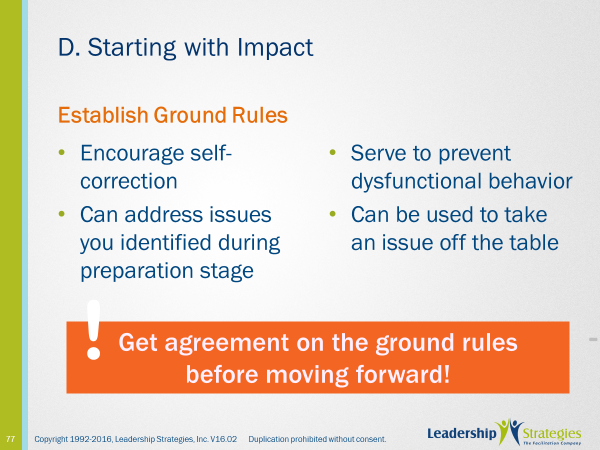 D. Starting with Impact
Establish Ground Rules
• Encourage self-
correction
• Can address issues
you identified during
preparation stage
• Serve to prevent
dysfunctional behavior
• Can be used to take
an issue off the table
!
Get agreement on the ground rules
before moving forward!
77
Copyright 1992-2016, Leadership Strategies, Inc. V16.02 Duplication prohibited without consent.
Leadership Strategies
The Facilitation Company